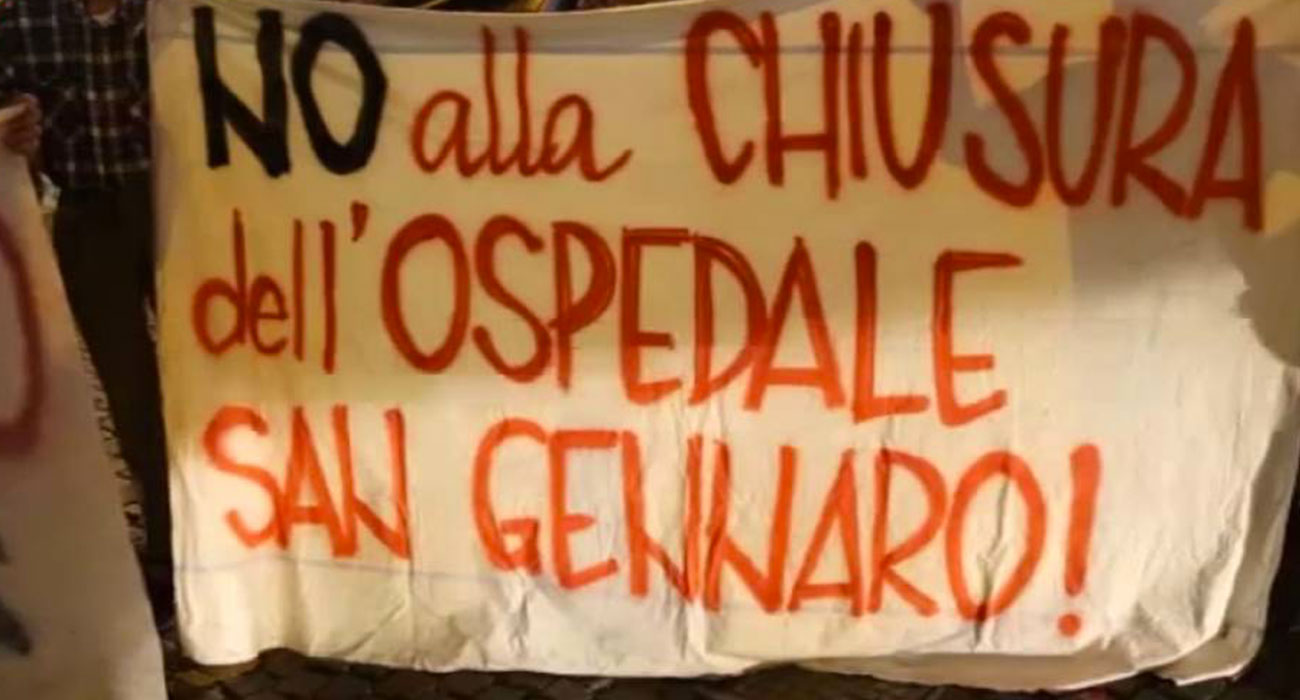 NO alla CHIUSURA
dell'OSPEDALE
SAN GENNARO!